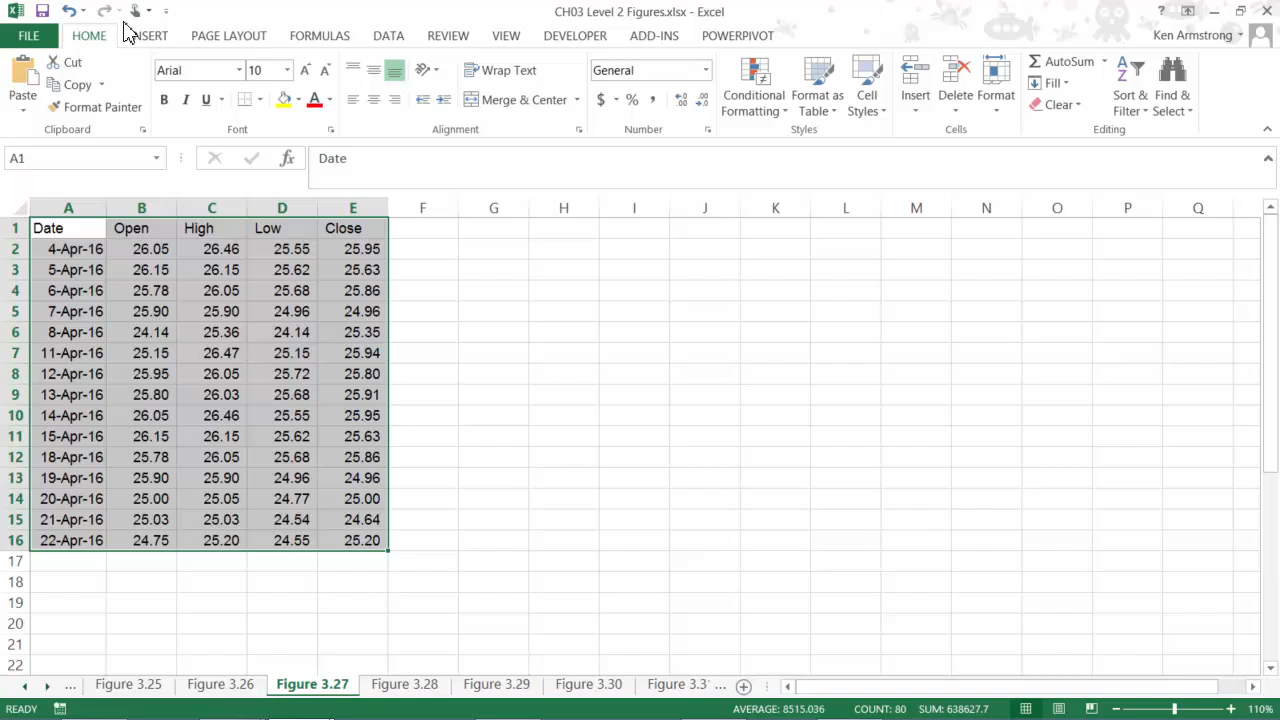 CH03 Level 2 Figures.xlsx - Excel
FILE HOME INSERT PAGE LAYOUT FORMULAS DATA REVIEW VIEW DEVELOPER ADD-INS POWERPIVOT Ken Armstrong
Paste Cut Copy Format Painter Clipboard
Arial 10 B I U A Font
Wrap Text Merge & Center Alignment
General $ % , Number
Conditional Formatting Format as Table Cell Styles Styles
Insert Delete Format Cells
AutoSum Fill Clear Sort & Filter Find & Select Editing
A1 fx Date
A B C D E F G H I J K L M N O P Q
1 Date Open High Low Close
2 4-Apr-16 26.05 26.46 25.55 25.95
3 5-Apr-16 26.15 26.15 25.62 25.63
4 6-Apr-16 25.78 26.05 25.68 25.86
5 7-Apr-16 25.90 25.90 24.96 24.96
6 8-Apr-16 24.14 25.36 24.14 25.35
7 11-Apr-16 25.15 26.47 25.15 25.94
8 12-Apr-16 25.95 26.05 25.72 25.80
9 13-Apr-16 25.80 26.03 25.68 25.91
10 14-Apr-16 26.05 26.46 25.55 25.95
11 15-Apr-16 26.15 26.15 25.62 25.63
12 18-Apr-16 25.78 26.05 25.68 25.86
13 19-Apr-16 25.90 25.90 24.96 24.96
14 20-Apr-16 25.00 25.05 24.77 25.00
15 21-Apr-16 25.03 25.03 24.54 24.64
16 22-Apr-16 24.75 25.20 24.55 25.20
17
18
19
20
21
22
... Figure 3.25 Figure 3.26 Figure 3.27 Figure 3.28 Figure 3.29 Figure 3.30 Figure 3.3 ...
READY AVERAGE: 8515.036 COUNT: 80 SUM: 638627.7 110%